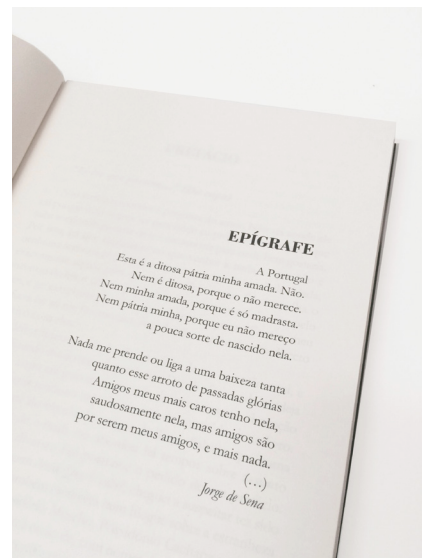 EPÍGRAFE
A Portugal
Esta é a ditosa pátria minha amada. Não.
Nem é ditosa, porque o não merece.
Nem minha amada, porque é só madrasta.
Nem pátria minha, porque eu não mereço
a pouca sorte de nascido nela.
Nada me prende ou liga a uma baixeza tanta
quanto esse arroto de passadas glórias
Amigos meus mais caros tenho nela,
saudosamente nela, mas amigos são
por serem meus amigos, e mais nada.
(…)
Jorge de Sena